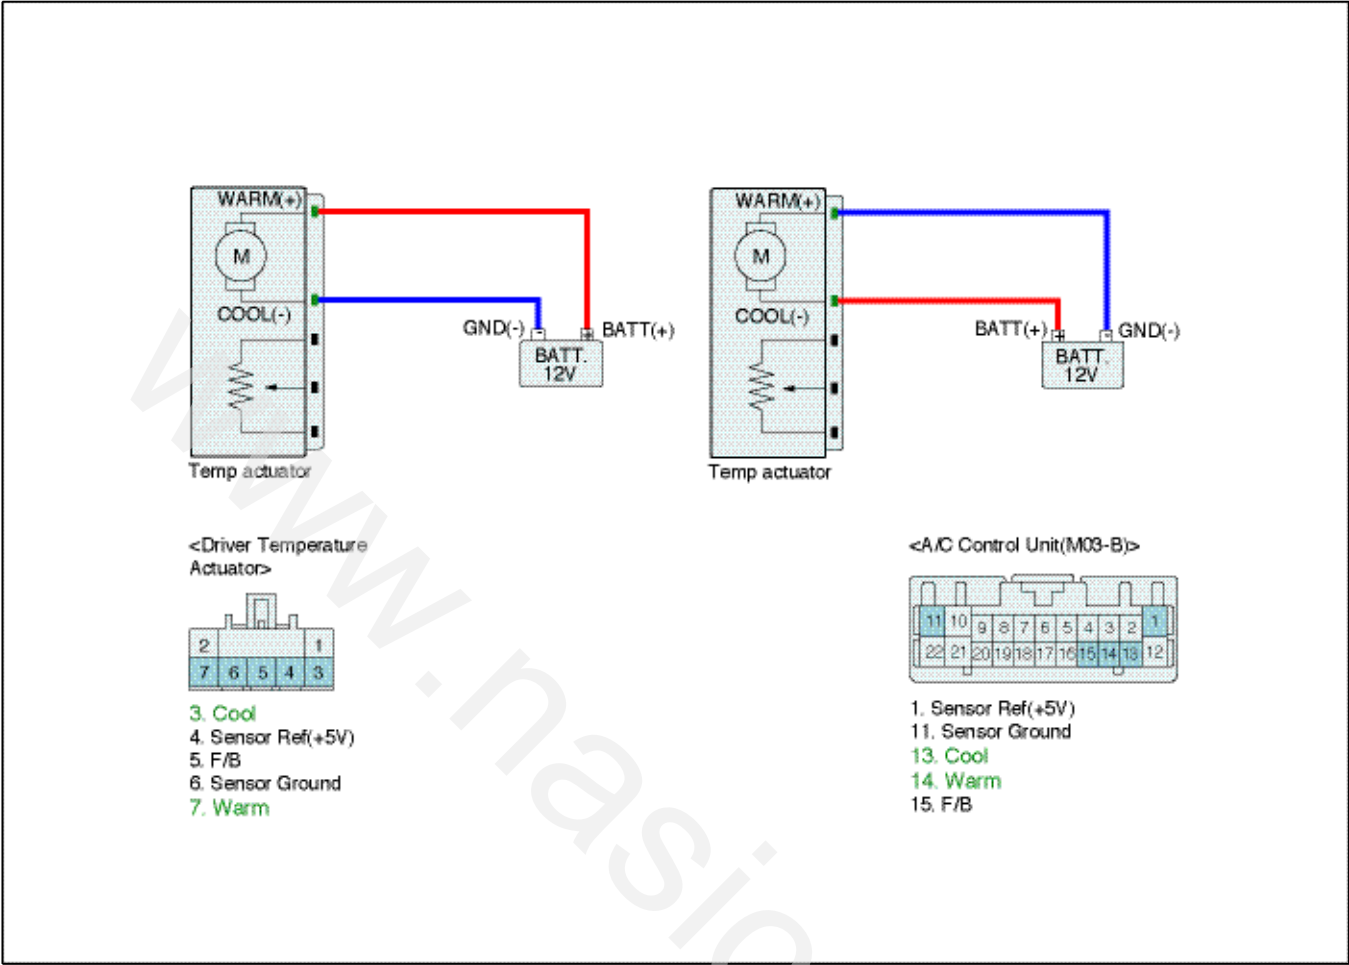 WARM(+)
M
COOL(-)
GND(-)
BATT(+)
- +
BATT.
12V
Temp actuator
WARM(+)
M
COOL(-)
BATT(+)
GND(-)
+ -
BATT.
12V
Temp actuator
<Driver Temperature
Actuator>
2 1
7 6 5 4 3
3. Cool
4. Sensor Ref(+5V)
5. F/B
6. Sensor Ground
7. Warm
<A/C Control Unit(M03-B)>
11 10 9 8 7 6 5 4 3 2 1
22 21 20 19 18 17 16 15 14 13 12
1. Sensor Ref(+5V)
11. Sensor Ground
13. Cool
14. Warm
15. F/B
www.nasio